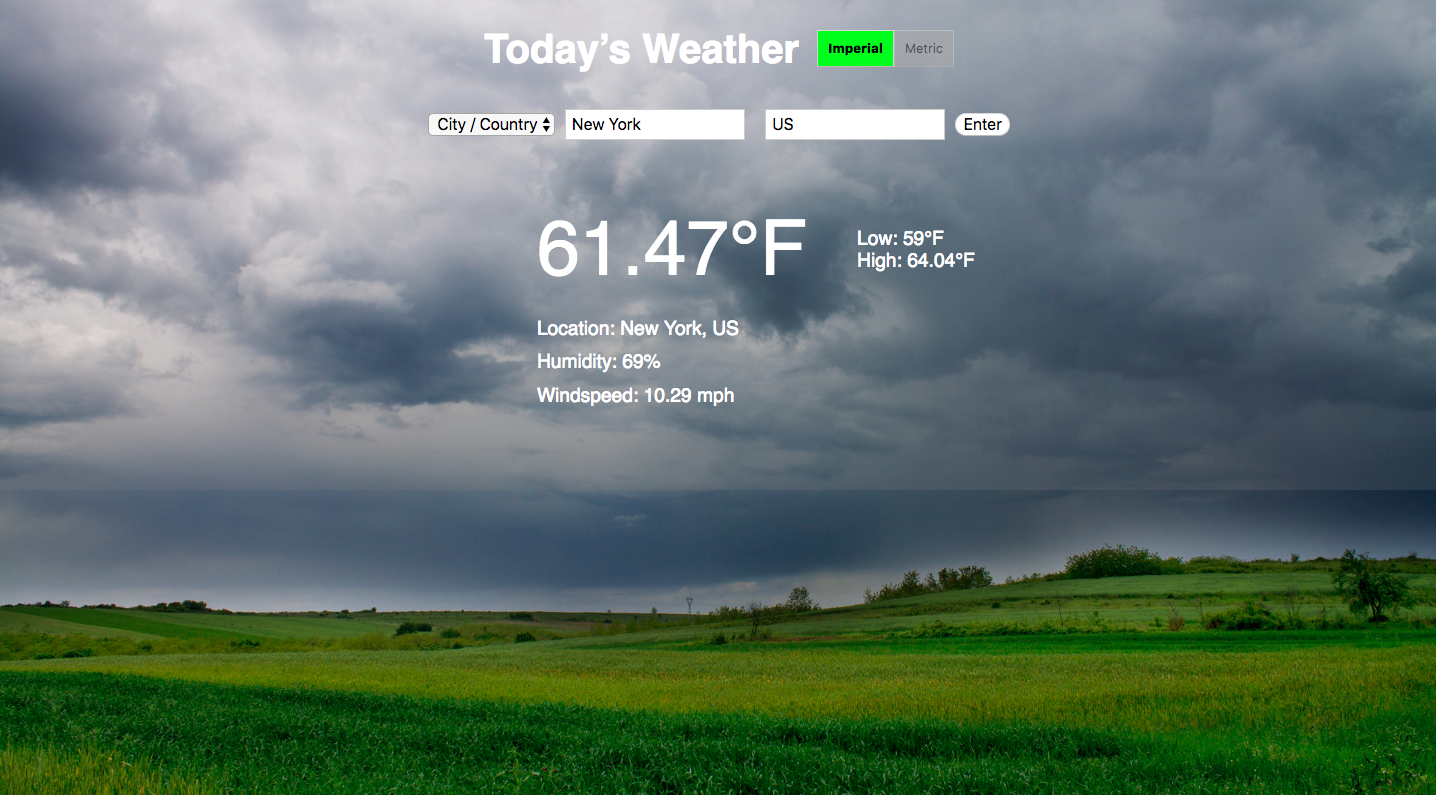 Today’s Weather Imperial Metric
City / Country New York US Enter
61.47°F
Low: 59°F
High: 64.04°F
Location: New York, US
Humidity: 69%
Windspeed: 10.29 mph